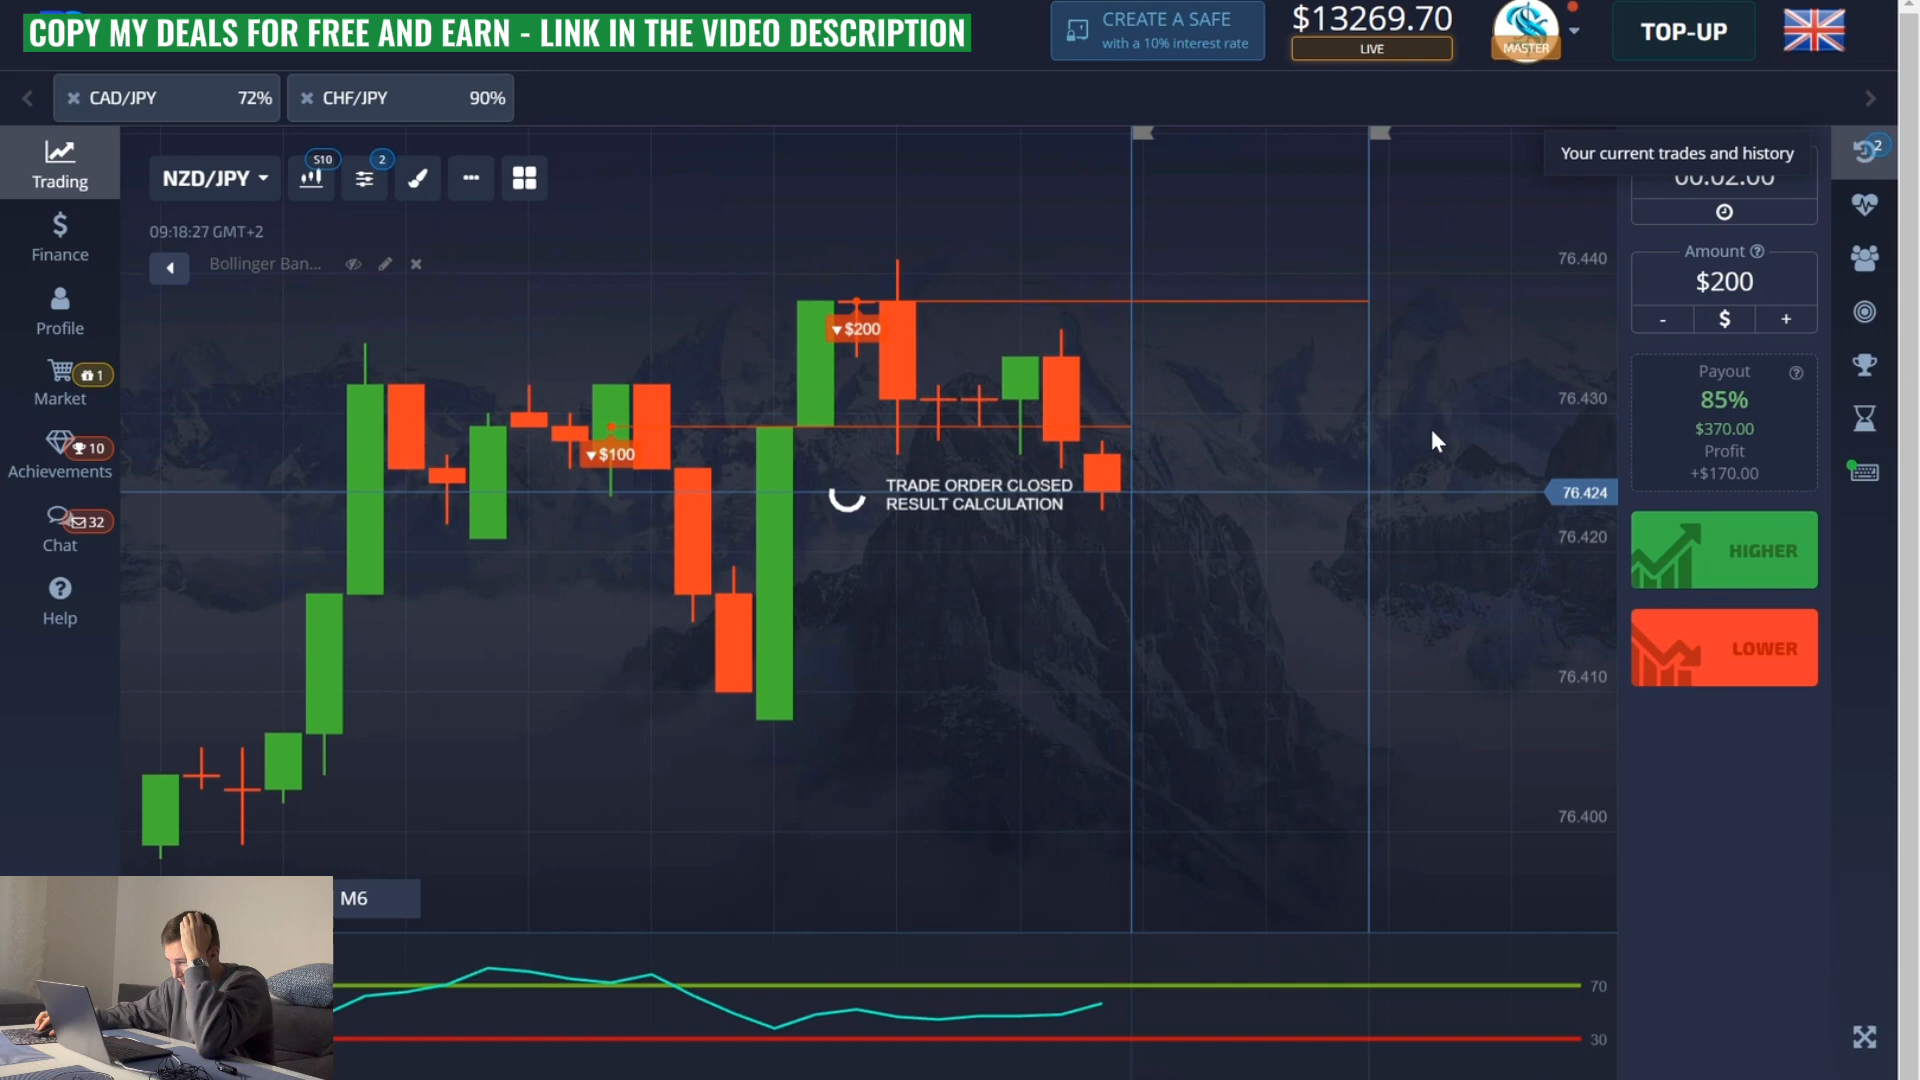 COPY MY DEALS FOR FREE AND EARN - LINK IN THE VIDEO DESCRIPTION
CREATE A SAFE
with a 10% interest rate
$13269.70
LIVE
MASTER
TOP-UP
CAD/JPY 72%
CHF/JPY 90%
Trading
Finance
Profile
1
Market
10
Achievements
32
Chat
Help
NZD/JPY
S10
2
09:18:27 GMT+2
Bollinger Ban...
$200
$100
TRADE ORDER CLOSED
RESULT CALCULATION
76.440
76.430
76.424
76.420
76.410
76.400
M6
70
30
Your current trades and history
2
00:02:00
Amount
$200
- $ +
Payout
85%
$370.00
Profit
+$170.00
HIGHER
LOWER